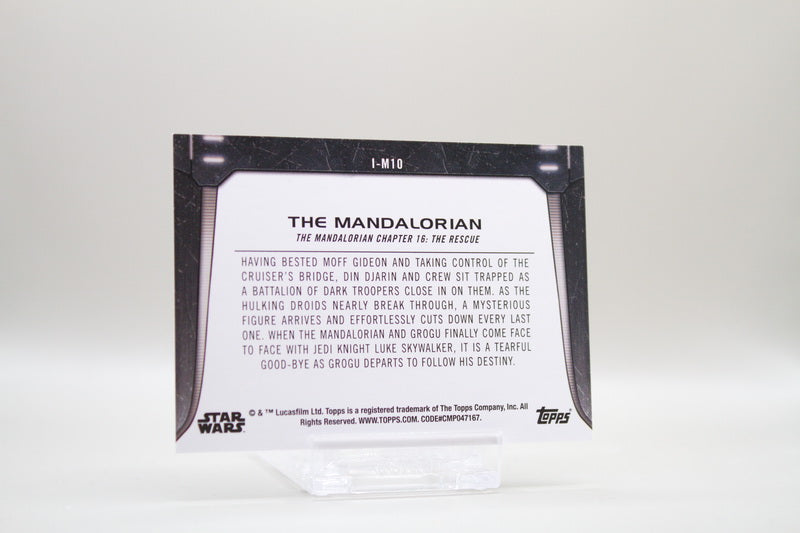 I-M10
THE MANDALORIAN
THE MANDALORIAN CHAPTER 16: THE RESCUE
HAVING BESTED MOFF GIDEON AND TAKING CONTROL OF THE
CRUISER'S BRIDGE, DIN DJARIN AND CREW SIT TRAPPED AS
A BATTALION OF DARK TROOPERS CLOSE IN ON THEM. AS THE
HULKING DROIDS NEARLY BREAK THROUGH, A MYSTERIOUS
FIGURE ARRIVES AND EFFORTLESSLY CUTS DOWN EVERY LAST
ONE. WHEN THE MANDALORIAN AND GROGU FINALLY COME FACE
TO FACE WITH JEDI KNIGHT LUKE SKYWALKER, IT IS A TEARFUL
GOOD-BYE AS GROGU DEPARTS TO FOLLOW HIS DESTINY.
STAR
WARS
© & ™ Lucasfilm Ltd. Topps is a registered trademark of The Topps Company, Inc. All
Rights Reserved. WWW.TOPPS.COM. CODE#CMP047167.
topps